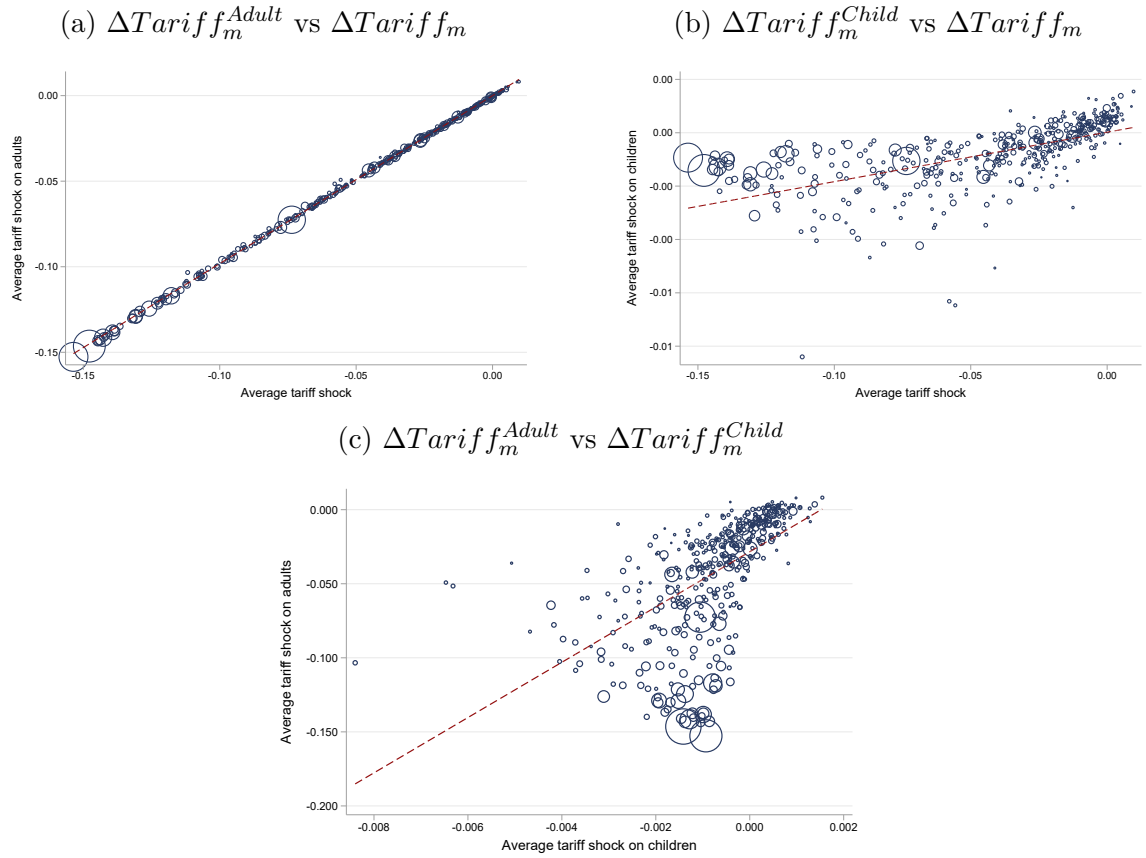 (a) ΔTariff_m^{Adult} vs ΔTariff_m
(b) ΔTariff_m^{Child} vs ΔTariff_m
Average tariff shock on adults
0.00
-0.05
-0.10
-0.15
-0.15 -0.10 -0.05 0.00
Average tariff shock
Average tariff shock on children
0.00
0.00
-0.00
-0.00
-0.01
-0.01
-0.15 -0.10 -0.05 0.00
Average tariff shock
(c) ΔTariff_m^{Adult} vs ΔTariff_m^{Child}
Average tariff shock on adults
0.000
-0.050
-0.100
-0.150
-0.200
-0.008 -0.006 -0.004 -0.002 0.000 0.002
Average tariff shock on children